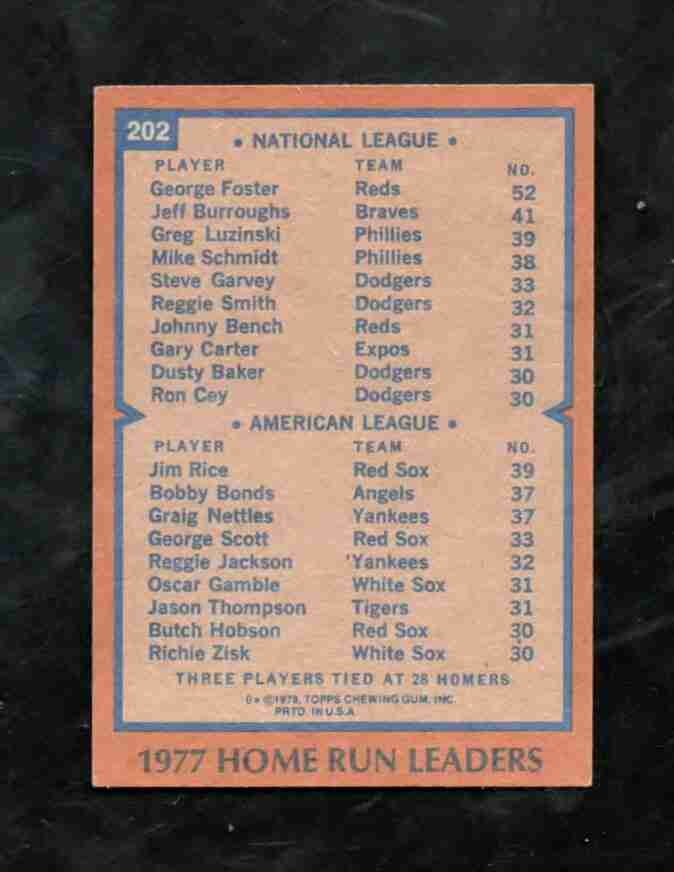 202
• NATIONAL LEAGUE •
PLAYER TEAM NO.
George Foster Reds 52
Jeff Burroughs Braves 41
Greg Luzinski Phillies 39
Mike Schmidt Phillies 38
Steve Garvey Dodgers 33
Reggie Smith Dodgers 32
Johnny Bench Reds 31
Gary Carter Expos 31
Dusty Baker Dodgers 30
Ron Cey Dodgers 30
• AMERICAN LEAGUE •
PLAYER TEAM NO.
Jim Rice Red Sox 39
Bobby Bonds Angels 37
Graig Nettles Yankees 37
George Scott Red Sox 33
Reggie Jackson Yankees 32
Oscar Gamble White Sox 31
Jason Thompson Tigers 31
Butch Hobson Red Sox 30
Richie Zisk White Sox 30
THREE PLAYERS TIED AT 28 HOMERS
©1978, TOPPS CHEWING GUM, INC.
PRTD. IN U.S.A.
1977 HOME RUN LEADERS